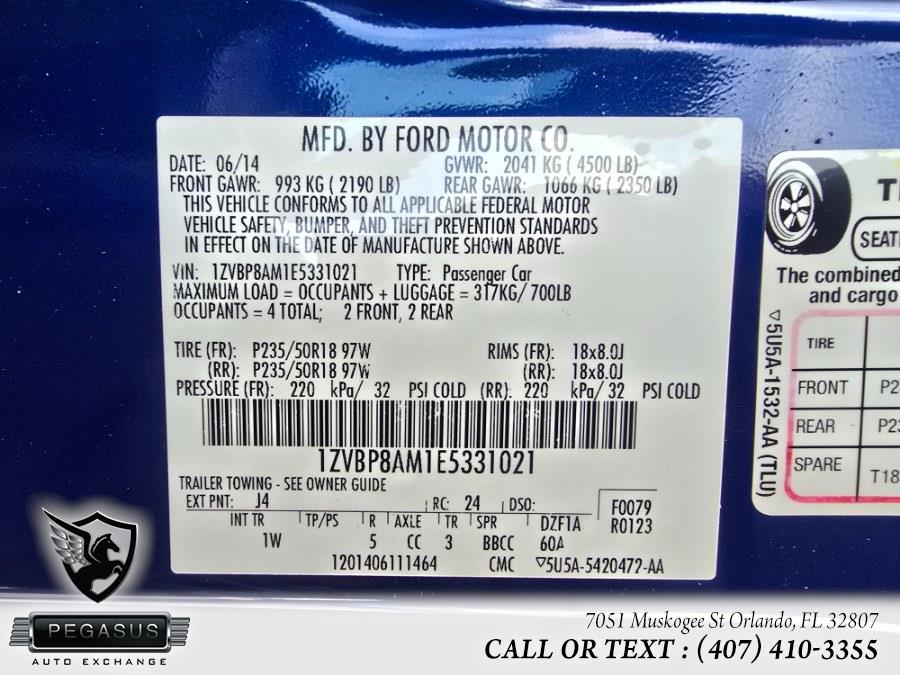 MFD. BY FORD MOTOR CO.
DATE: 06/14 GVWR: 2041 KG ( 4500 LB)
FRONT GAWR: 993 KG ( 2190 LB) REAR GAWR: 1066 KG ( 2350 LB)
THIS VEHICLE CONFORMS TO ALL APPLICABLE FEDERAL MOTOR
VEHICLE SAFETY, BUMPER, AND THEFT PREVENTION STANDARDS
IN EFFECT ON THE DATE OF MANUFACTURE SHOWN ABOVE.
VIN: 1ZVBP8AM1E5331021 TYPE: Passenger Car
MAXIMUM LOAD = OCCUPANTS + LUGGAGE = 317KG/ 700LB
OCCUPANTS = 4 TOTAL; 2 FRONT, 2 REAR
TIRE (FR): P235/50R18 97W RIMS (FR): 18x8.0J
(RR): P235/50R18 97W (RR): 18x8.0J
PRESSURE (FR): 220 kPa/ 32 PSI COLD (RR): 220 kPa/ 32 PSI COLD
1ZVBP8AM1E5331021
TRAILER TOWING - SEE OWNER GUIDE
EXT PNT: J4 RC: 24 DSO: F0079
R0123
INT TR TP/PS R AXLE TR SPR DZF1A
1W 5 CC 3 BBCC 60A
1201406111464 CMC ▽5U5A-5420472-AA
▽5U5A-1532-AA (TLU)
SEATI
The combined
and cargo
TIRE
FRONT P2
REAR P23
SPARE T18
PEGASUS
AUTO EXCHANGE
7051 Muskogee St Orlando, FL 32807
CALL OR TEXT : (407) 410-3355